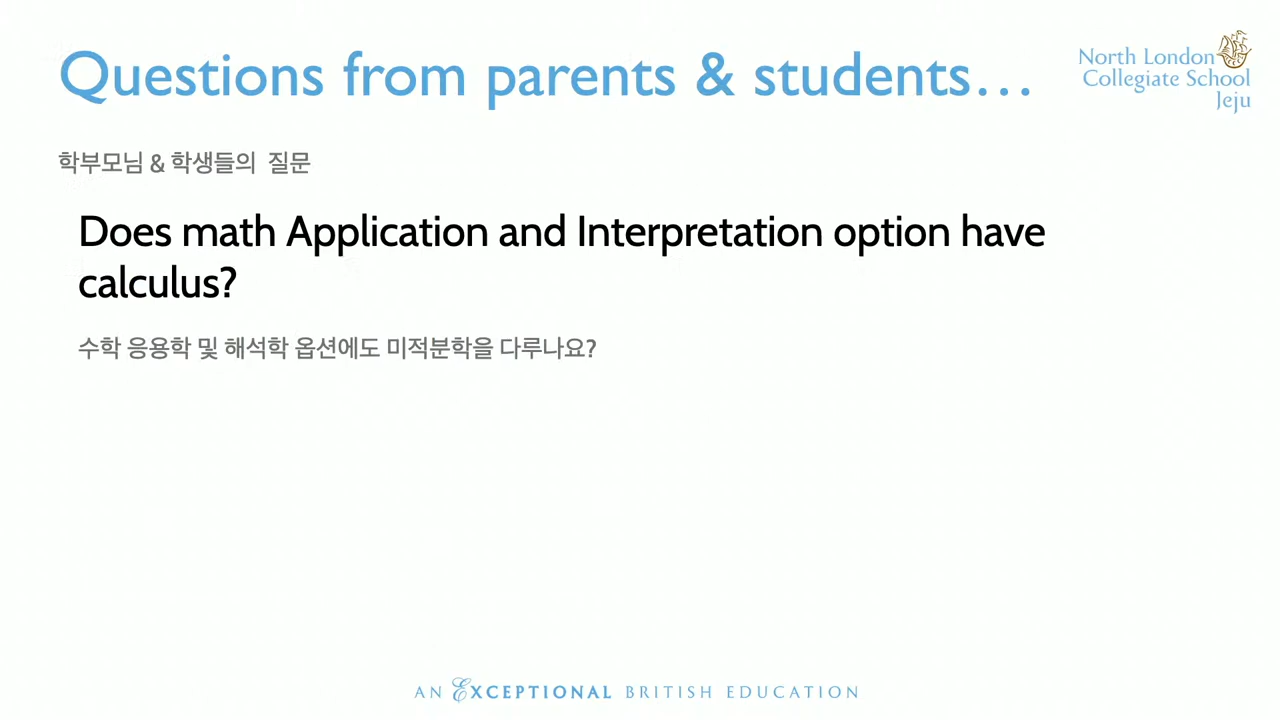 Questions from parents & students...
North London
Collegiate School
Jeju
학부모님 & 학생들의 질문
Does math Application and Interpretation option have
calculus?
수학 응용학 및 해석학 옵션에도 미적분학을 다루나요?
AN EXCEPTIONAL BRITISH EDUCATION